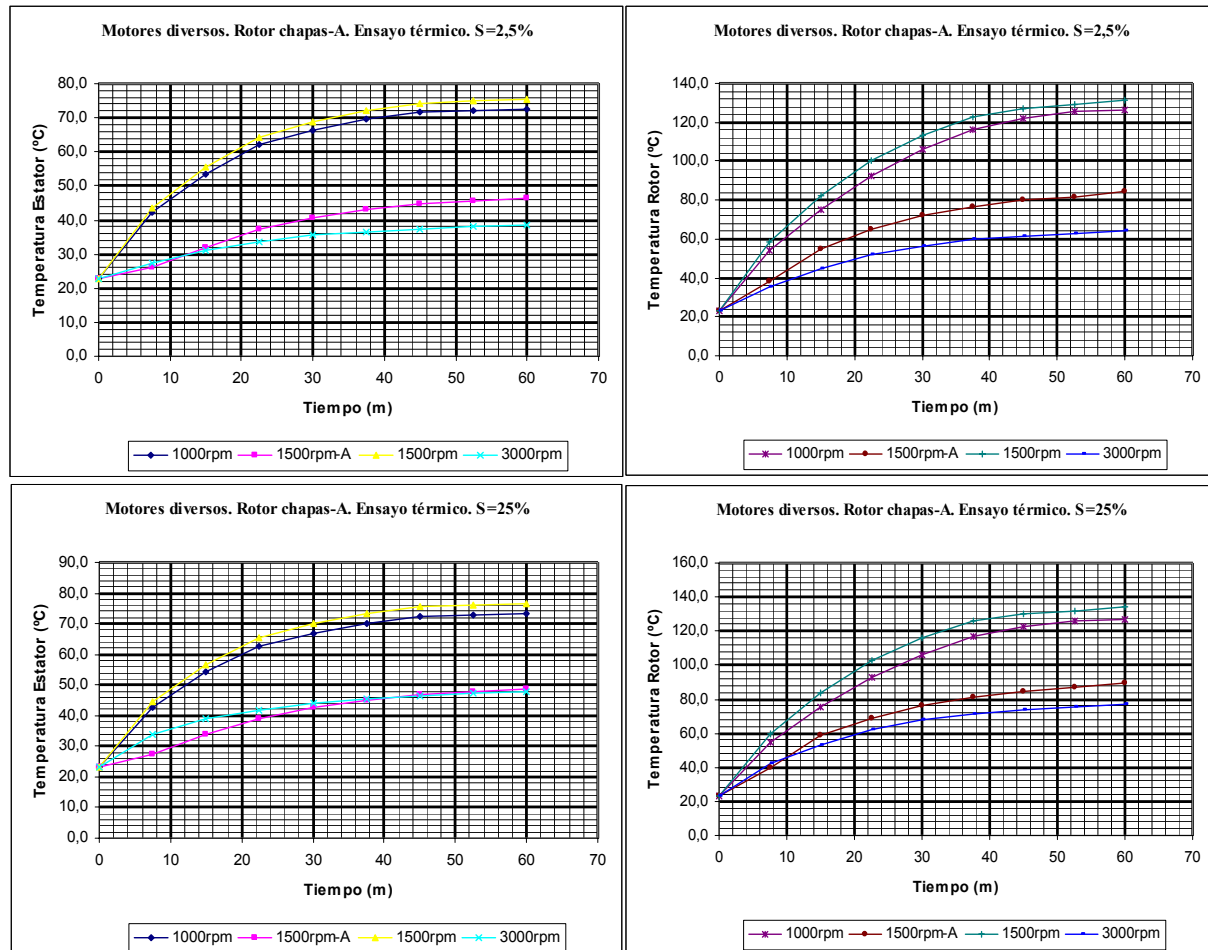 Motores diversos. Rotor chapas-A. Ensayo térmico. S=2,5%
80,0
70,0
60,0
50,0
40,0
30,0
20,0
10,0
0,0
Temperatura Estator (ºC)
0 10 20 30 40 50 60 70
Tiempo (m)
1000rpm 1500rpm-A 1500rpm 3000rpm
Motores diversos. Rotor chapas-A. Ensayo térmico. S=2,5%
140,0
120,0
100,0
80,0
60,0
40,0
20,0
0,0
Temperatura Rotor (ºC)
0 10 20 30 40 50 60 70
Tiempo (m)
1000rpm 1500rpm-A 1500rpm 3000rpm
Motores diversos. Rotor chapas-A. Ensayo térmico. S=25%
90,0
80,0
70,0
60,0
50,0
40,0
30,0
20,0
10,0
0,0
Temperatura Estator (ºC)
0 10 20 30 40 50 60 70
Tiempo (m)
1000rpm 1500rpm-A 1500rpm 3000rpm
Motores diversos. Rotor chapas-A. Ensayo térmico. S=25%
160,0
140,0
120,0
100,0
80,0
60,0
40,0
20,0
0,0
Temperatura Rotor (ºC)
0 10 20 30 40 50 60 70
Tiempo (m)
1000rpm 1500rpm-A 1500rpm 3000rpm